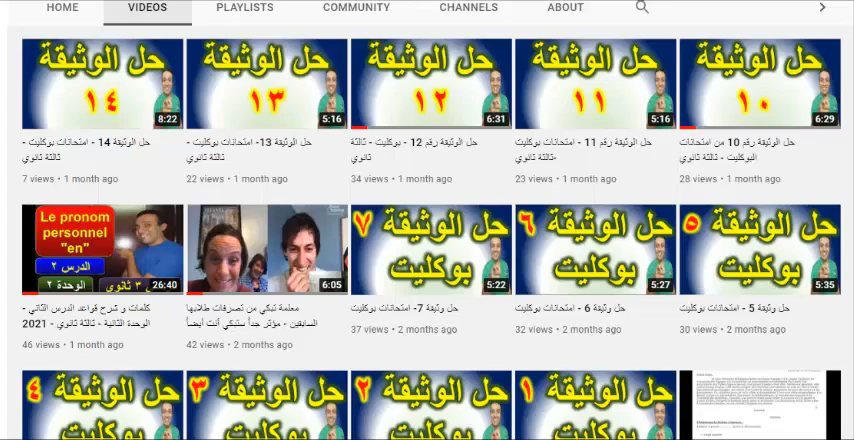 HOME VIDEOS PLAYLISTS COMMUNITY CHANNELS ABOUT
حل الوثيقة
١٤
8:22
حل الوثيقة
١٣
5:16
حل الوثيقة
١٢
6:31
حل الوثيقة
١١
5:16
حل الوثيقة
١٠
6:29
حل الوثيقة 14 - امتحانات بوكليت -
ثالثة ثانوي
7 views • 1 month ago
حل الوثيقة 13- امتحانات بوكليت -
ثالثة ثانوي
22 views • 1 month ago
حل الوثيقة رقم 12 - بوكليت - ثالثة
ثانوي
34 views • 1 month ago
حل الوثيقة رقم 11 - امتحانات بوكليت
-ثالثة ثانوي
23 views • 1 month ago
حل الوثيقة رقم 10 من امتحانات
البوكليت - ثالثة ثانوي
28 views • 1 month ago
Le pronom
personnel
"en"
الدرس ٢
الوحدة ٢
٣ ثانوي
26:40
6:05
حل الوثيقة ٧
بوكليت
5:22
حل الوثيقة ٦
بوكليت
5:27
حل الوثيقة ٥
بوكليت
5:35
كلمات و شرح قواعد الدرس الثاني -
الوحدة الثانية - ثالثة ثانوي - 2021
46 views • 1 month ago
معلمة تبكي من تصرفات طلابها
السابقين - مؤثر جداً ستبكي أنت أيضاً
42 views • 2 months ago
حل وثيقة 7- امتحانات بوكليت
37 views • 2 months ago
حل وثيقة 6 - امتحانات بوكليت
32 views • 2 months ago
حل وثيقة 5 - امتحانات بوكليت
30 views • 2 months ago
حل الوثيقة ٤
بوكليت
حل الوثيقة ٣
بوكليت
حل الوثيقة ٢
بوكليت
حل الوثيقة ١
بوكليت